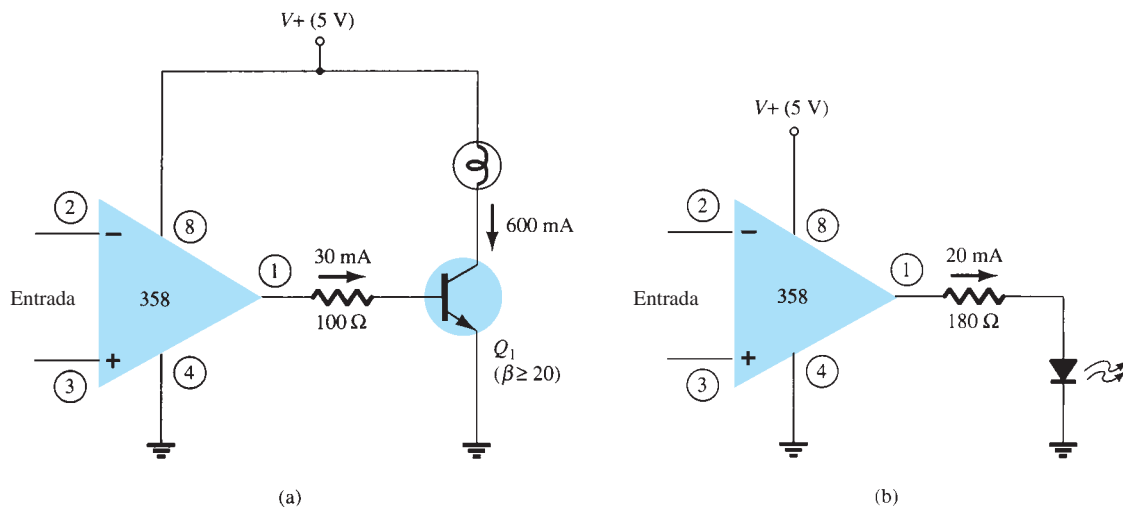 V+ (5 V)
2
8
1
30 mA
600 mA
Entrada
358
100 Ω
3
4
Q1
(β ≥ 20)
(a)
V+ (5 V)
2
8
1
20 mA
Entrada
358
180 Ω
3
4
(b)